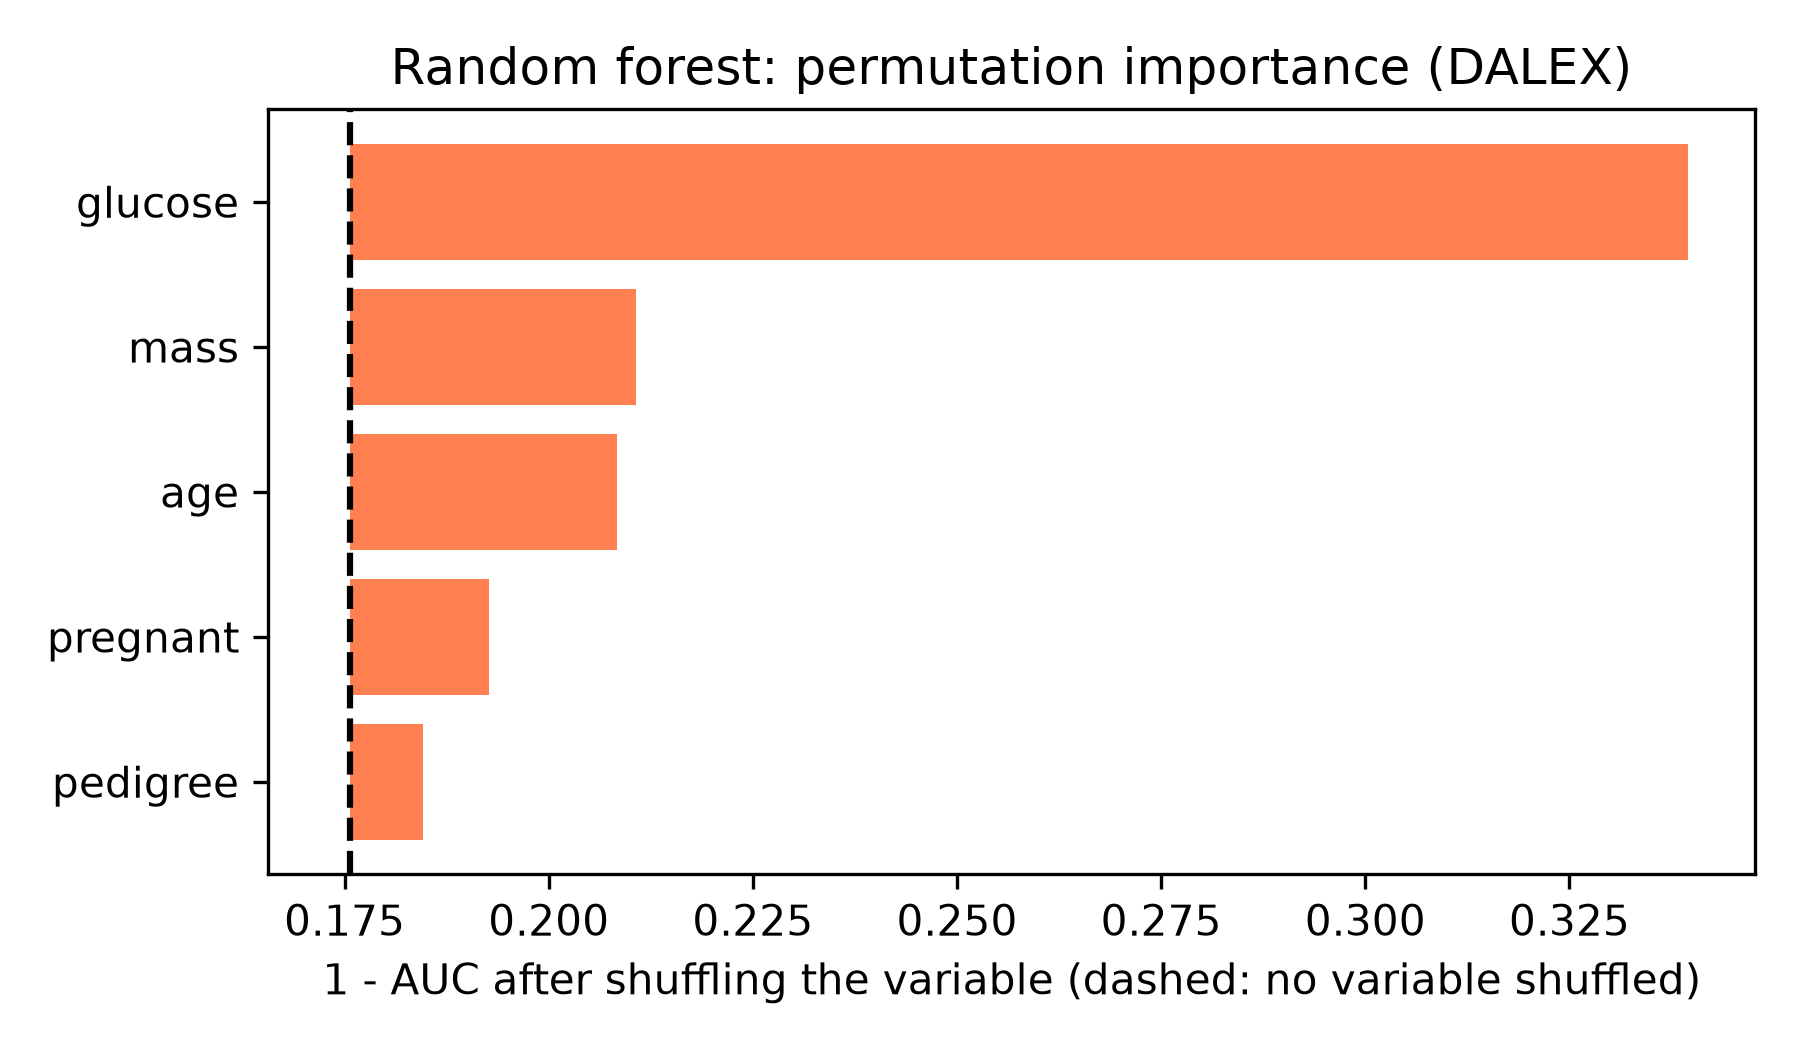 Random forest: permutation importance (DALEX)
glucose
mass
age
pregnant
pedigree
0.175 0.200 0.225 0.250 0.275 0.300 0.325
1 - AUC after shuffling the variable (dashed: no variable shuffled)